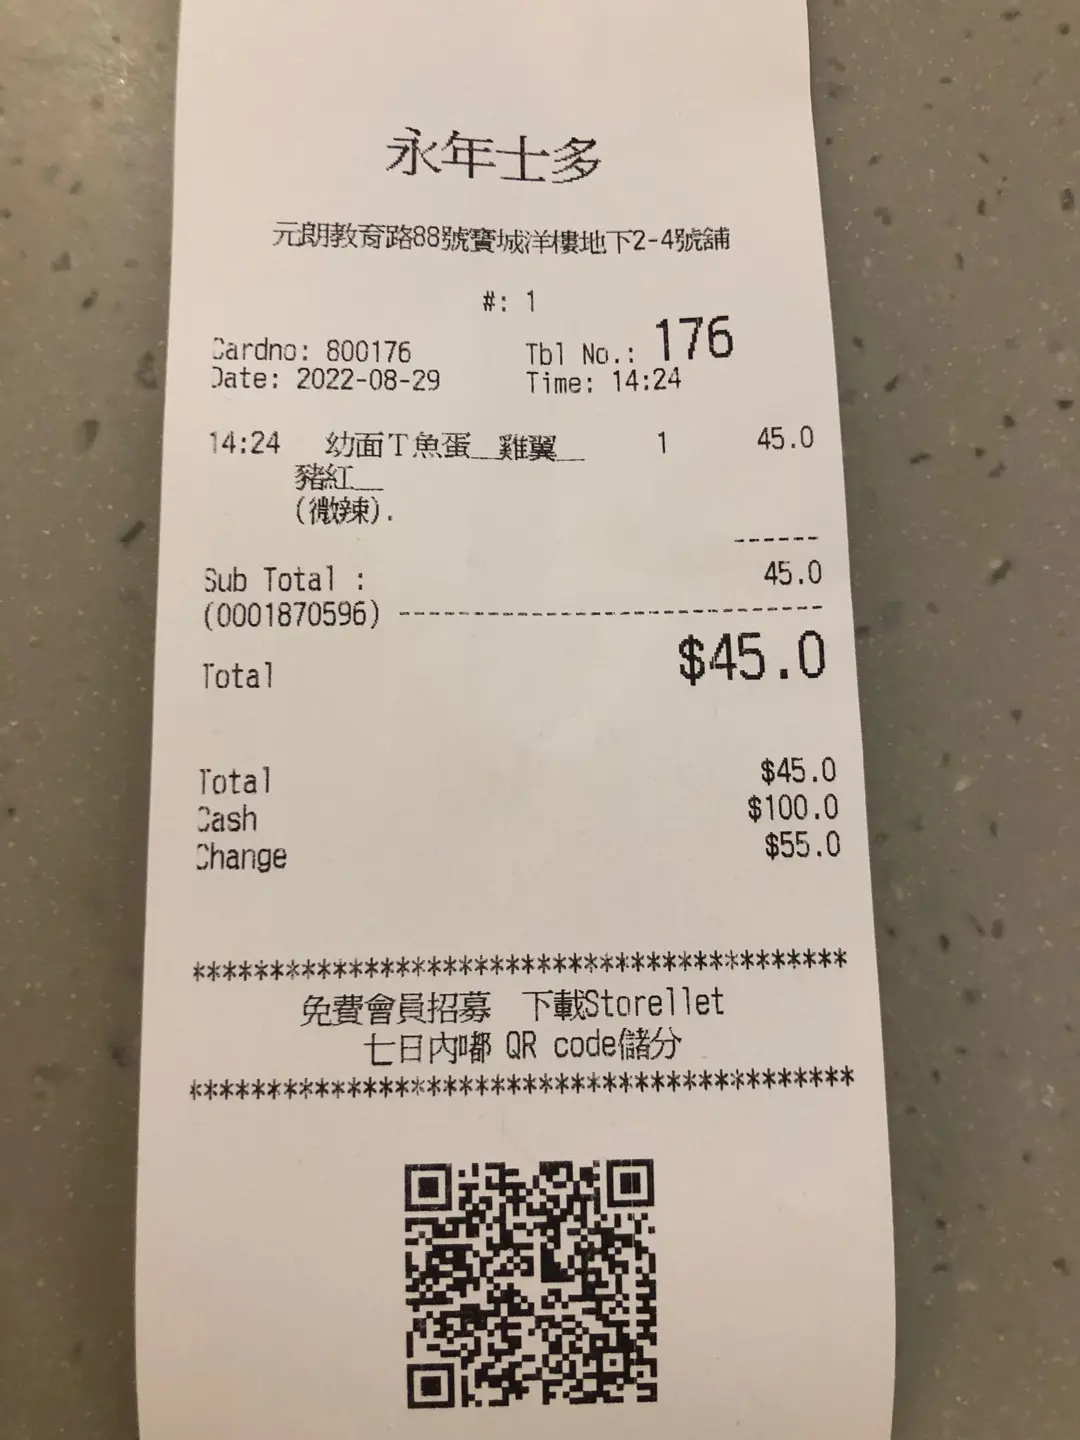 永年士多
元朗教育路88號寶城洋樓地下2-4號舖
#: 1
Cardno: 800176 Tbl No.: 176
Date: 2022-08-29 Time: 14:24
14:24 幼面T魚蛋__雞翼__ 1 45.0
豬紅__
(微辣).
------
Sub Total : 45.0
(0001870596) ------------------------------
Total $45.0
Total $45.0
Cash $100.0
Change $55.0
******************************************
免費會員招募 下載Storellet
七日內嘟 QR code儲分
******************************************